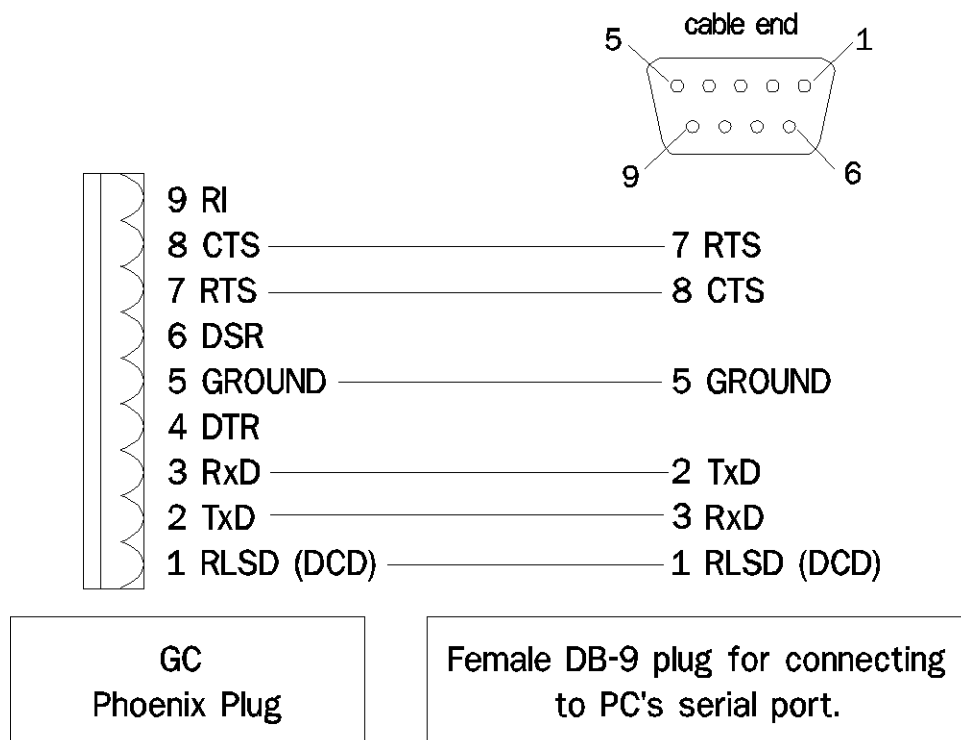 cable end
5
1
9
6
9 RI
8 CTS
7 RTS
7 RTS
8 CTS
6 DSR
5 GROUND
5 GROUND
4 DTR
3 RxD
2 TxD
2 TxD
3 RxD
1 RLSD (DCD)
1 RLSD (DCD)
GC
Phoenix Plug
Female DB-9 plug for connecting
to PC's serial port.